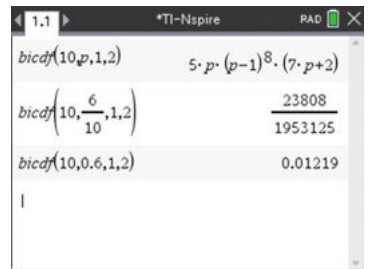 1.1 *TI-Nspire RAD
bicdf(10,p,1,2) 5·p·(p−1)⁸·(7·p+2)
bicdf(10,6/10,1,2) 23808/1953125
bicdf(10,0.6,1,2) 0.01219